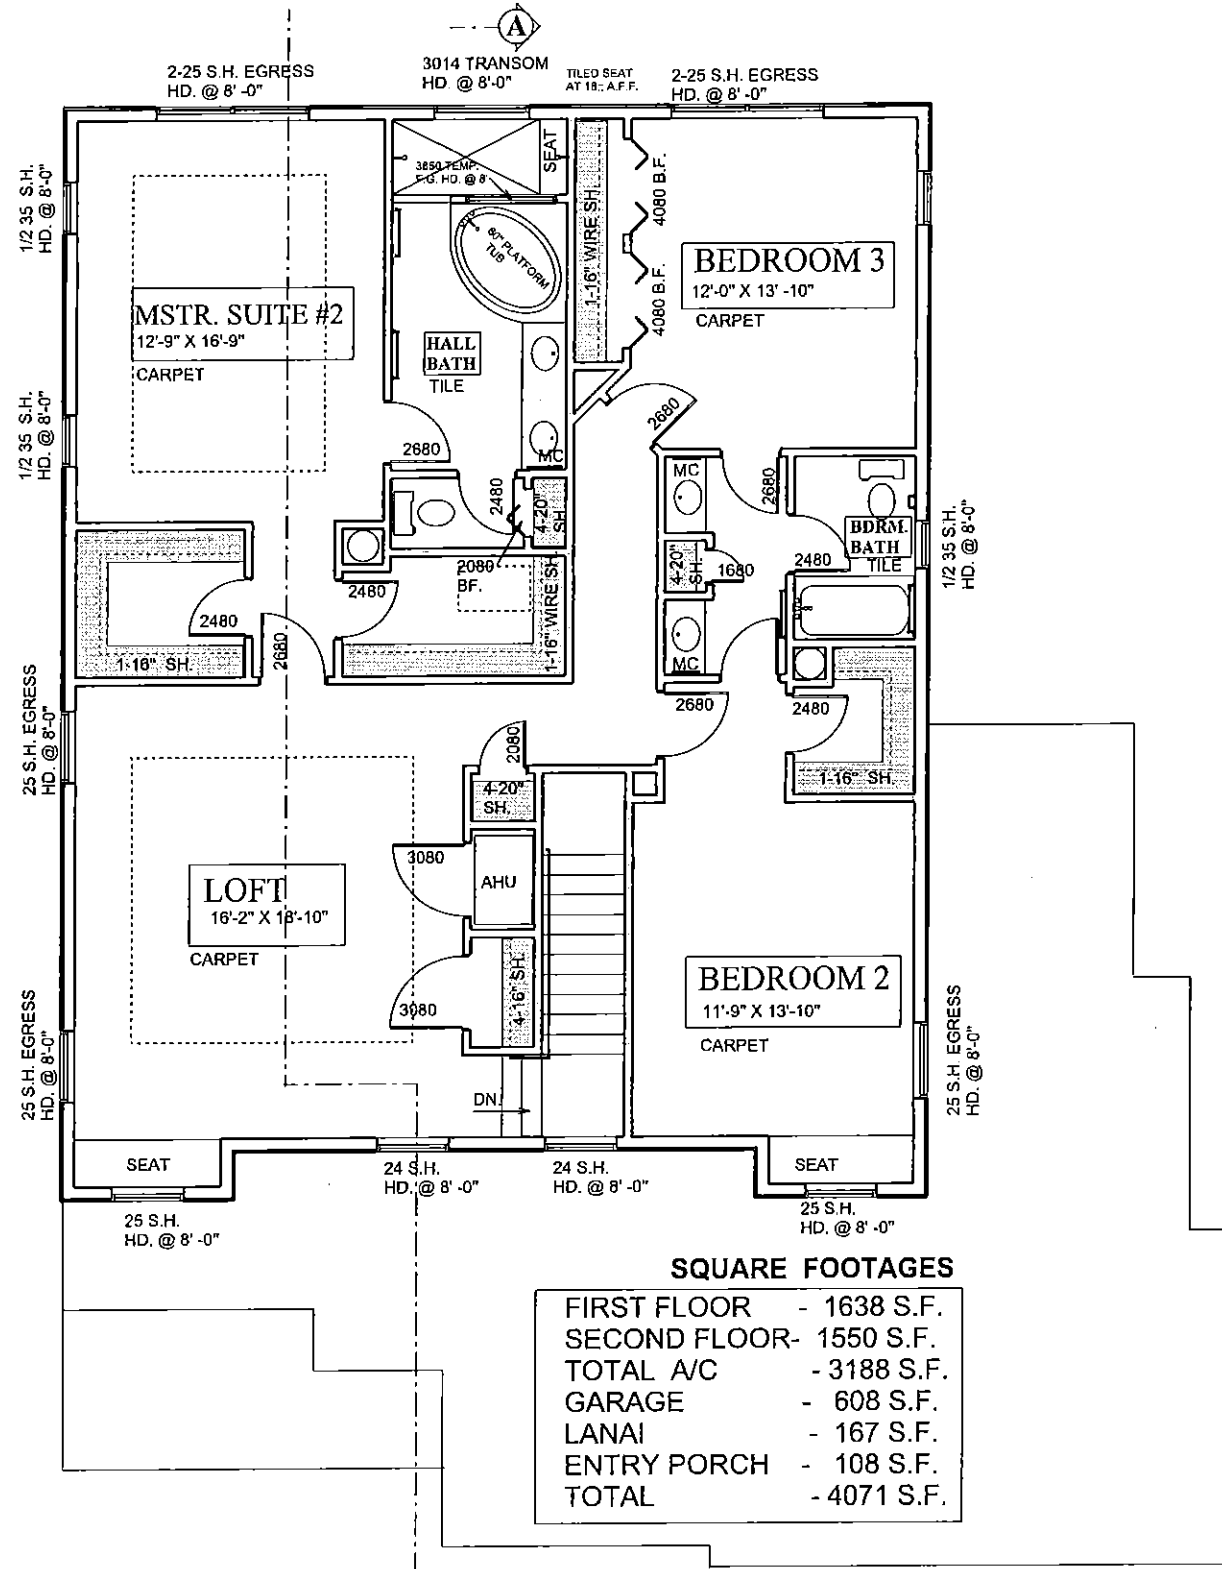 A
3014 TRANSOM
HD. @ 8'-0"
2-25 S.H. EGRESS
HD. @ 8' -0"
TILED SEAT
AT 18" A.F.F.
2-25 S.H. EGRESS
HD. @ 8' -0"
1/2 35 S.H.
HD. @ 8'-0"
3650 TEMP.
F.G. HD. @ 8'
SEAT
1-16" WIRE SH.
4080 B.F.
4080 B.F.
60" PLATFORM
TUB
BEDROOM 3
12'-0" X 13' -10"
CARPET
MSTR. SUITE #2
12'-9" X 16'-9"
CARPET
HALL
BATH
TILE
1/2 35 S.H.
HD. @ 8'-0"
2680
2680
MC
MC
2680
2480
4-20"
SH.
BDRM.
BATH
TILE
1/2 35 S.H.
HD. @ 8'-0"
2480
4-20"
SH.
1680
2080
BF.
1-16" WIRE SH.
2480
2480
1-16" SH.
2680
MC
2680
2480
1-16" SH.
25 S.H. EGRESS
HD. @ 8'-0"
2080
4-20"
SH.
3080
AHU
LOFT
16'-2" X 18'-10"
CARPET
4-16" SH.
3080
BEDROOM 2
11'-9" X 13'-10"
CARPET
25 S.H. EGRESS
HD. @ 8'-0"
25 S.H. EGRESS
HD. @ 8'-0"
DN.
SEAT
SEAT
24 S.H.
HD. @ 8' -0"
24 S.H.
HD. @ 8' -0"
25 S.H.
HD. @ 8' -0"
25 S.H.
HD. @ 8' -0"
SQUARE FOOTAGES
FIRST FLOOR - 1638 S.F.
SECOND FLOOR- 1550 S.F.
TOTAL A/C - 3188 S.F.
GARAGE - 608 S.F.
LANAI - 167 S.F.
ENTRY PORCH - 108 S.F.
TOTAL - 4071 S.F.